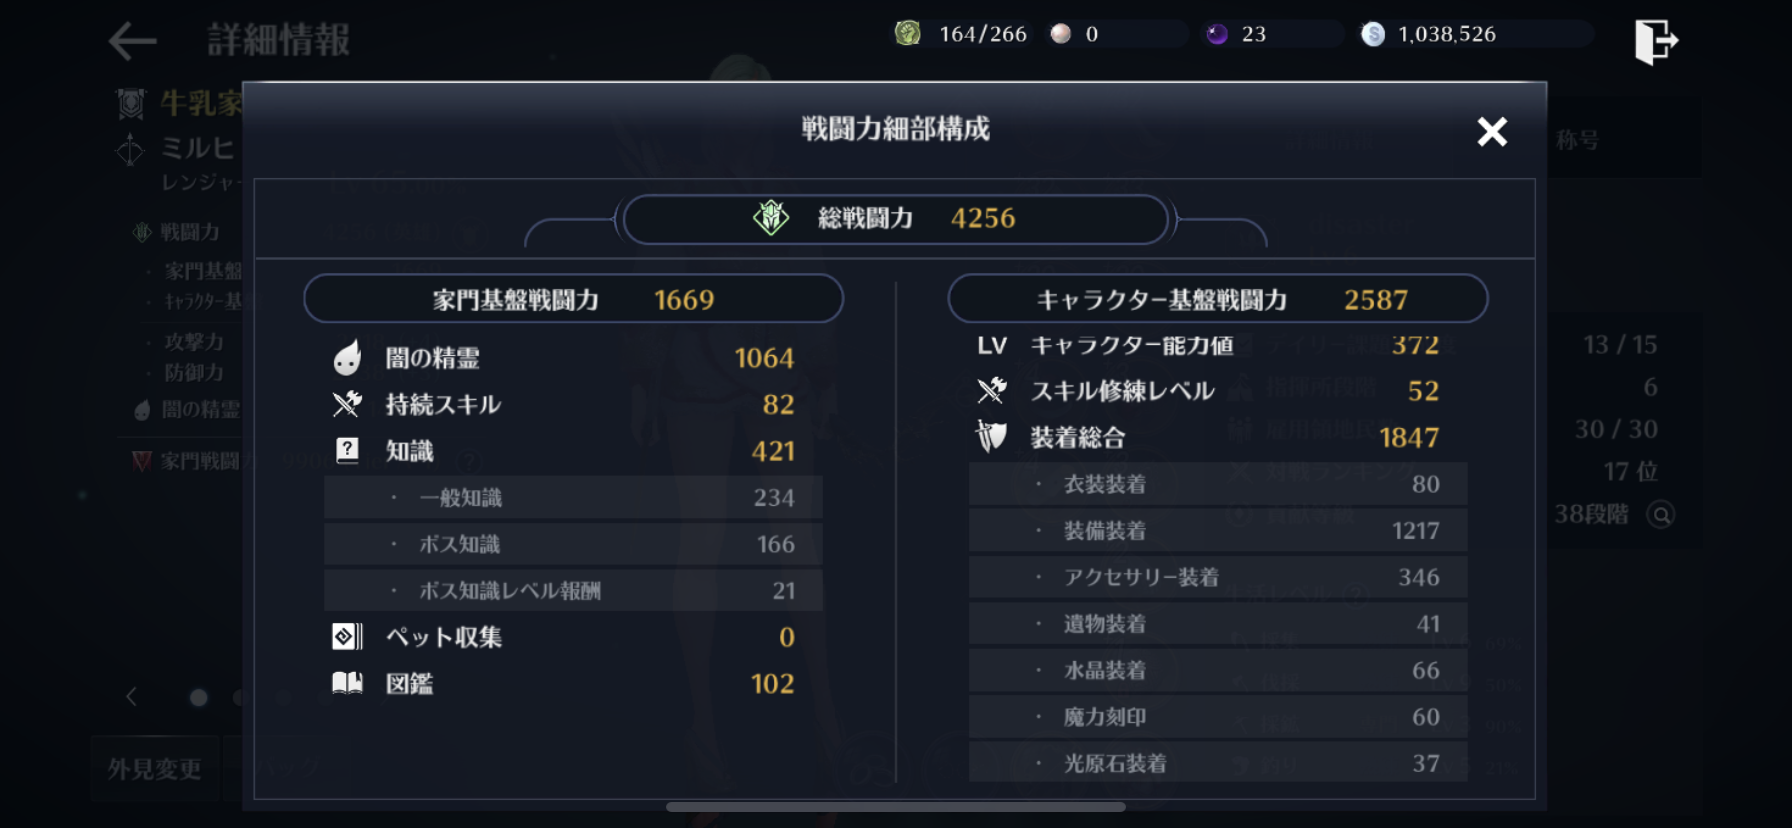 詳細情報
164/266
0
23
S
1,038,526
牛乳家
ミルヒ
レンジャー
戦闘力
・ 家門基盤
・ キャラクター基
・ 攻撃力
・ 防御力
闇の精霊
家門戦闘力
外見変更
戦闘力細部構成
総戦闘力 4256
家門基盤戦闘力 1669
闇の精霊 1064
持続スキル 82
知識 421
・ 一般知識 234
・ ボス知識 166
・ ボス知識レベル報酬 21
ペット収集 0
図鑑 102
キャラクター基盤戦闘力 2587
LV キャラクター能力値 372
スキル修練レベル 52
装着総合 1847
・ 衣装装着 80
・ 装備装着 1217
・ アクセサリー装着 346
・ 遺物装着 41
・ 水晶装着 66
・ 魔力刻印 60
・ 光原石装着 37
称号
13 / 15
6
30 / 30
17 位
38段階